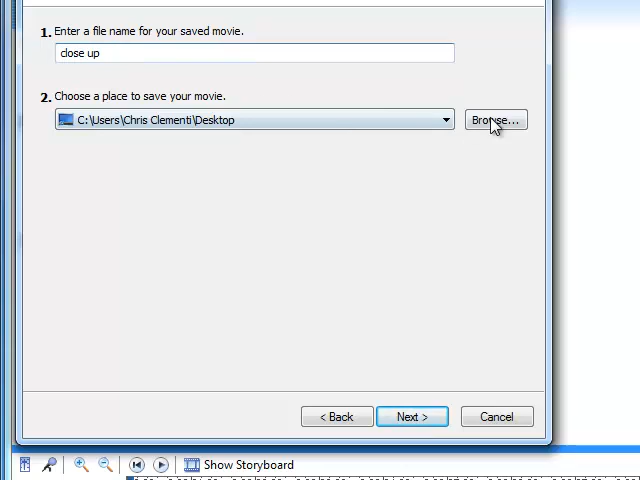 1. Enter a file name for your saved movie.
close up
2. Choose a place to save your movie.
C:\Users\Chris Clementi\Desktop
Browse...
< Back Next > Cancel
Show Storyboard